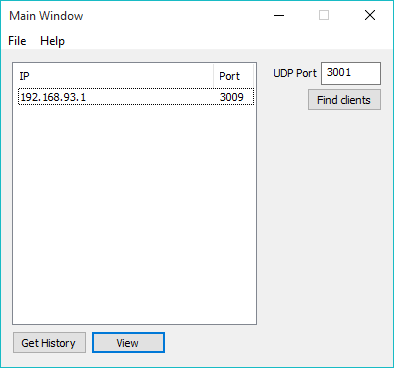 Main Window
File Help
IP Port
192.168.93.1 3009
UDP Port 3001
Find clients
Get History View